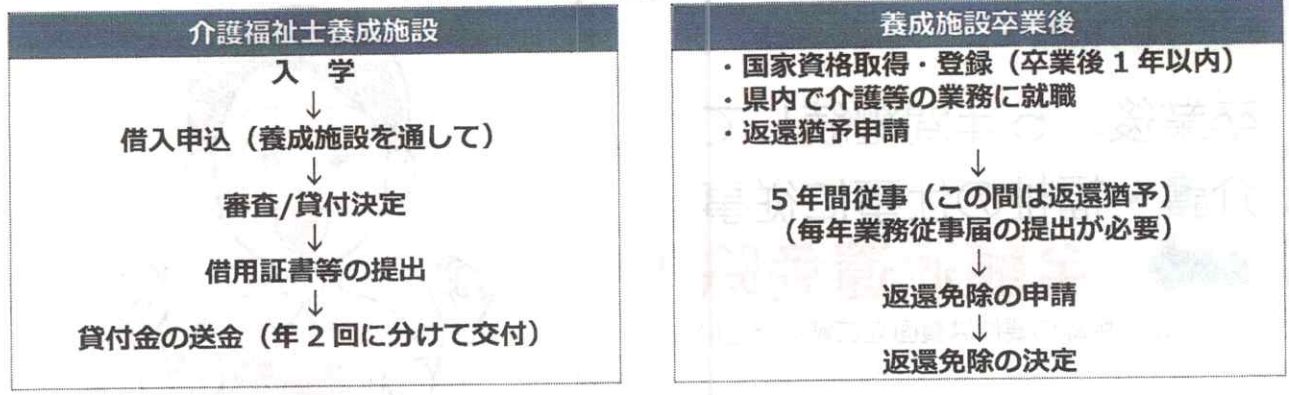 介護福祉士養成施設
入 学
↓
借入申込（養成施設を通して）
↓
審査/貸付決定
↓
借用証書等の提出
↓
貸付金の送金（年２回に分けて交付）
養成施設卒業後
・国家資格取得・登録（卒業後１年以内）
・県内で介護等の業務に就職
・返還猶予申請
↓
５年間従事（この間は返還猶予）
（毎年業務従事届の提出が必要）
↓
返還免除の申請
↓
返還免除の決定